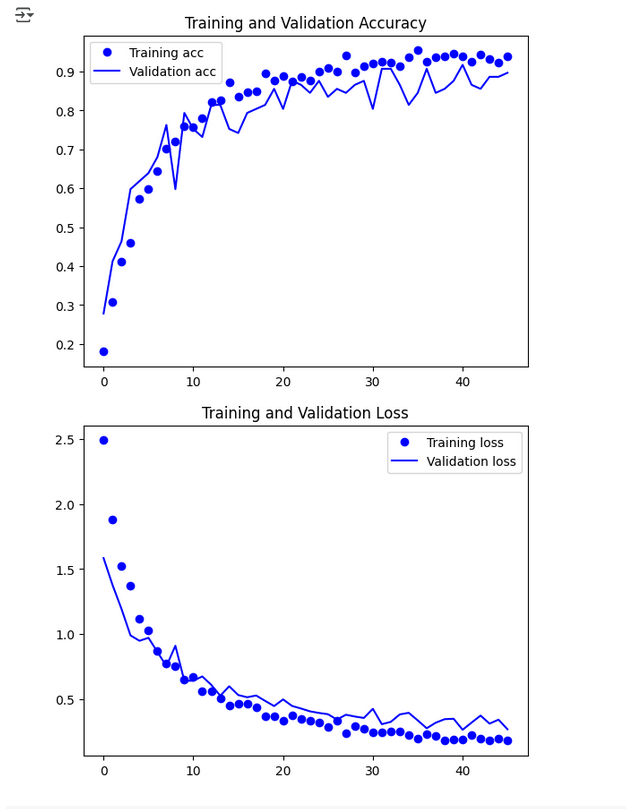 Training and Validation Accuracy
Training acc
Validation acc
0.9
0.8
0.7
0.6
0.5
0.4
0.3
0.2
0 10 20 30 40
Training and Validation Loss
Training loss
Validation loss
2.5
2.0
1.5
1.0
0.5
0 10 20 30 40